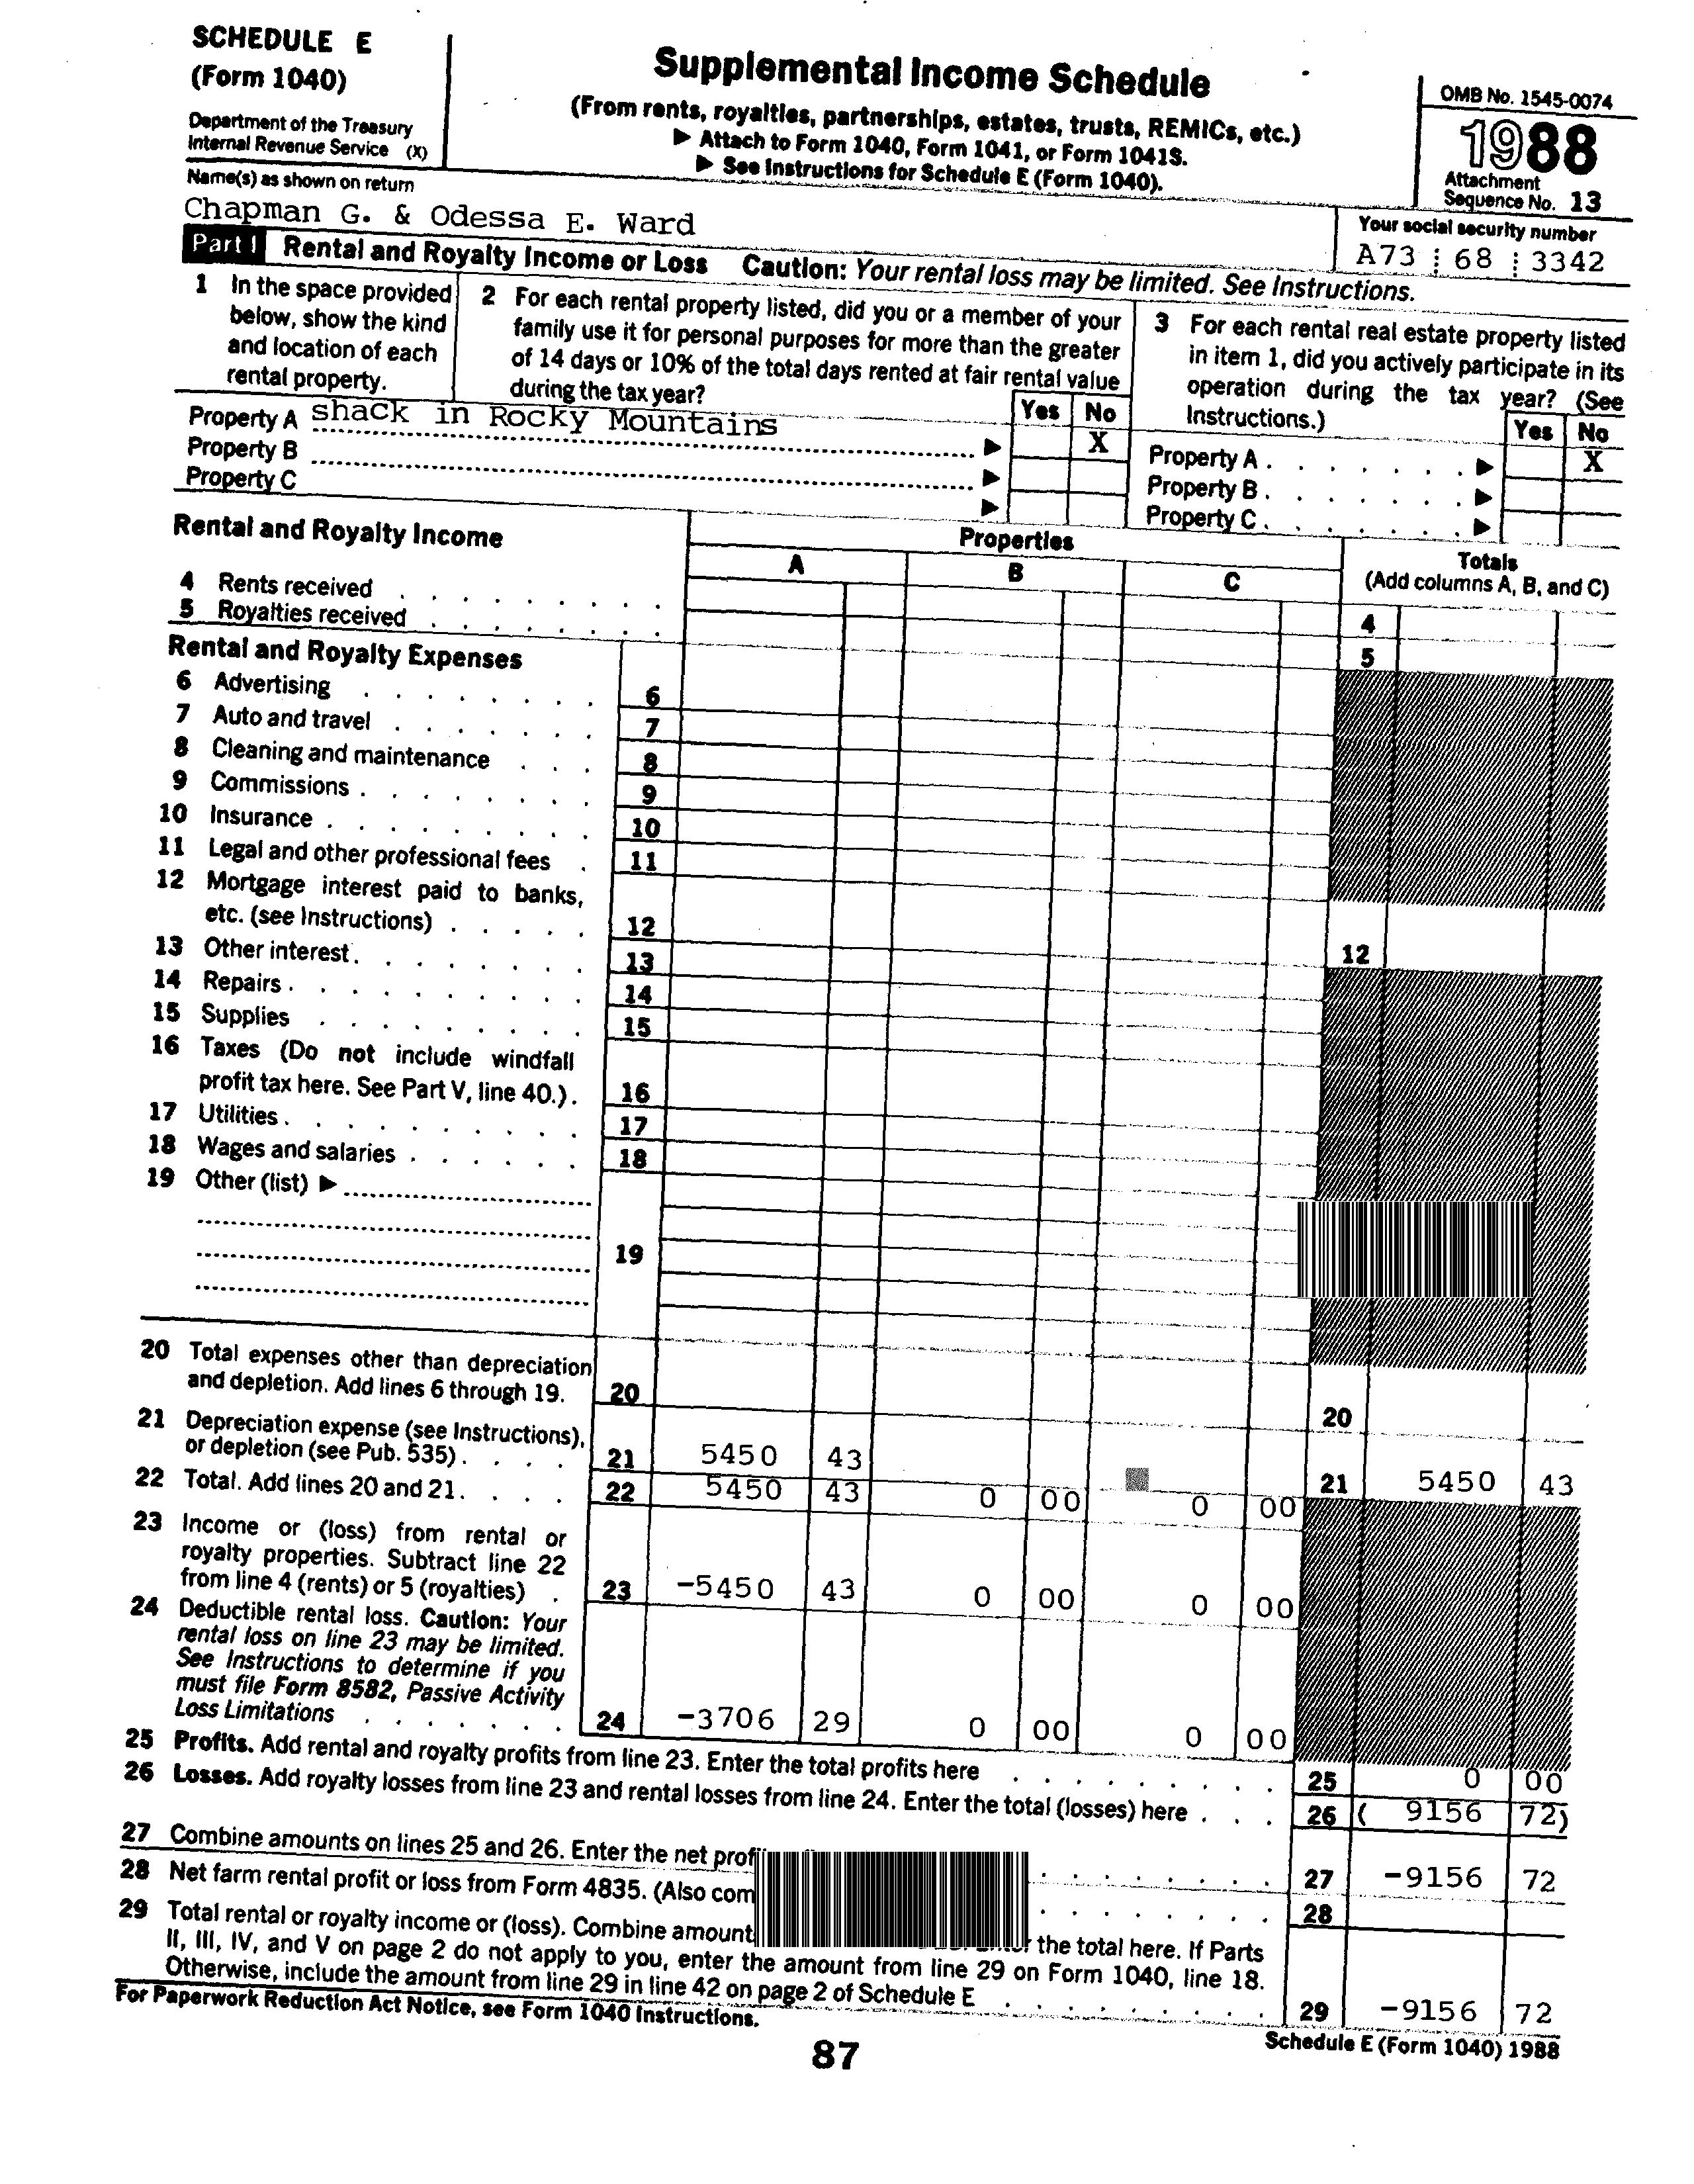 SCHEDULE E
(Form 1040)
Department of the Treasury
Internal Revenue Service (X)
Supplemental Income Schedule
(From rents, royalties, partnerships, estates, trusts, REMICs, etc.)
▶ Attach to Form 1040, Form 1041, or Form 1041S.
▶ See Instructions for Schedule E (Form 1040).
OMB No. 1545-0074
1988
Attachment
Sequence No. 13
Name(s) as shown on return
Chapman G. & Odessa E. Ward
Your social security number
A73 68 3342
Part I Rental and Royalty Income or Loss Caution: Your rental loss may be limited. See Instructions.
1 In the space provided
below, show the kind
and location of each
rental property.
2 For each rental property listed, did you or a member of your
family use it for personal purposes for more than the greater
of 14 days or 10% of the total days rented at fair rental value
during the tax year?
3 For each rental real estate property listed
in item 1, did you actively participate in its
operation during the tax year? (See
Instructions.)
Yes No
Yes No
Property A shack in Rocky Mountains ▶ X
Property B ▶
Property C ▶
Property A . . . . . . . ▶ X
Property B . . . . . . . ▶
Property C . . . . . . . ▶
Rental and Royalty Income
Properties
A B C
Totals
(Add columns A, B, and C)
4 Rents received . . . . . . . . . 4
5 Royalties received . . . . . . . . 5
Rental and Royalty Expenses
6 Advertising . . . . . . . . 6
7 Auto and travel . . . . . . . 7
8 Cleaning and maintenance . . . 8
9 Commissions . . . . . . . . 9
10 Insurance . . . . . . . . . 10
11 Legal and other professional fees . 11
12 Mortgage interest paid to banks,
etc. (see Instructions) . . . . . 12 12
13 Other interest . . . . . . . . 13
14 Repairs . . . . . . . . . . 14
15 Supplies . . . . . . . . . 15
16 Taxes (Do not include windfall
profit tax here. See Part V, line 40.) . 16
17 Utilities . . . . . . . . . . 17
18 Wages and salaries . . . . . . 18
19 Other (list) ▶
19
20 Total expenses other than depreciation
and depletion. Add lines 6 through 19. 20 20
21 Depreciation expense (see Instructions),
or depletion (see Pub. 535) . . . . 21 5450 43 21 5450 43
22 Total. Add lines 20 and 21. . . . 22 5450 43 0 00 0 00
23 Income or (loss) from rental or
royalty properties. Subtract line 22
from line 4 (rents) or 5 (royalties) . 23 -5450 43 0 00 0 00
24 Deductible rental loss. Caution: Your
rental loss on line 23 may be limited.
See Instructions to determine if you
must file Form 8582, Passive Activity
Loss Limitations . . . . . . . 24 -3706 29 0 00 0 00
25 Profits. Add rental and royalty profits from line 23. Enter the total profits here . . . . . . . . . 25 0 00
26 Losses. Add royalty losses from line 23 and rental losses from line 24. Enter the total (losses) here . . . 26 ( 9156 72)
27 Combine amounts on lines 25 and 26. Enter the net . . . . . . . . 27 -9156 72
28 Net farm rental profit or loss from Form 4835. (Also . . . . . . . . 28
29 Total rental or royalty income or (loss). Combine the total here. If Parts
II, III, IV, and V on page 2 do not apply to you, enter the amount from line 29 on Form 1040, line 18.
Otherwise, include the amount from line 29 in line 42 on page 2 of Schedule E . . . . . . . . . 29 -9156 72
For Paperwork Reduction Act Notice, see Form 1040 Instructions.
Schedule E (Form 1040) 1988
87